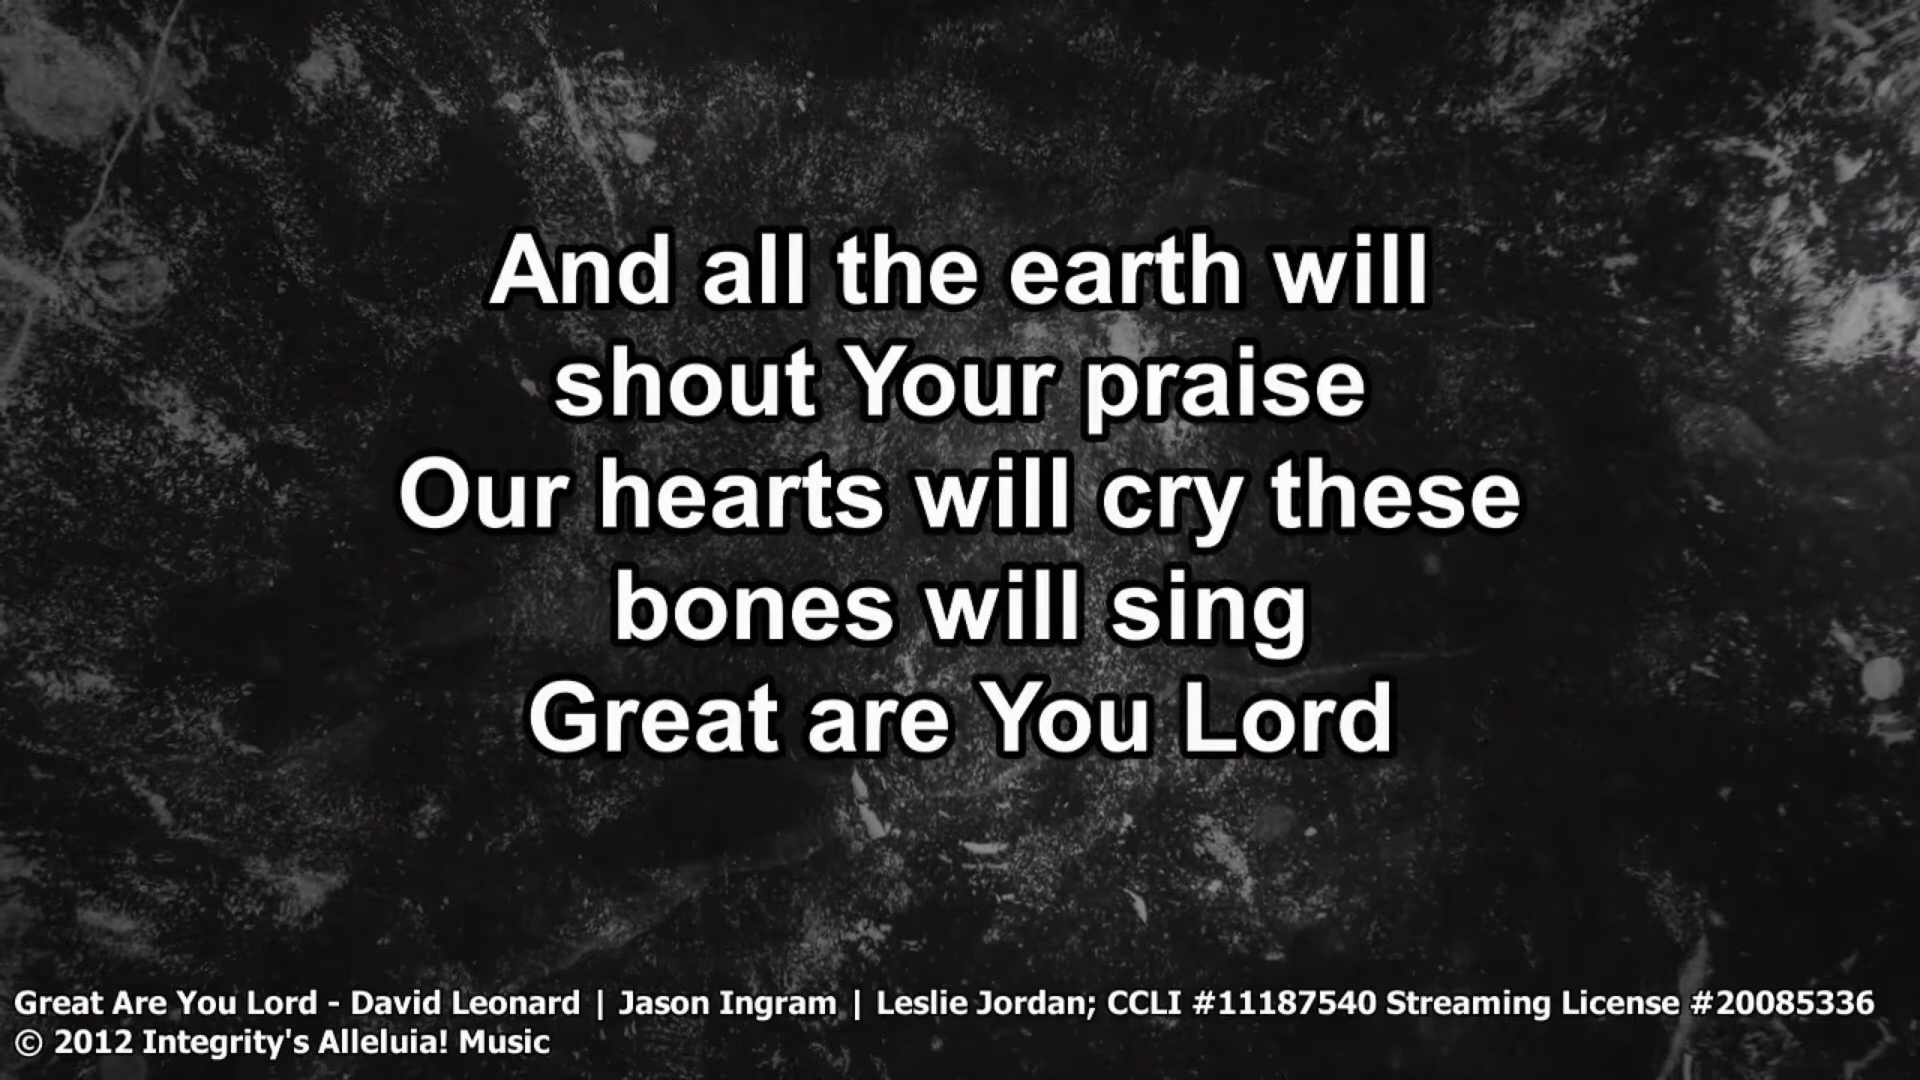 And all the earth will
shout Your praise
Our hearts will cry these
bones will sing
Great are You Lord
Great Are You Lord - David Leonard | Jason Ingram | Leslie Jordan; CCLI #11187540 Streaming License #20085336
© 2012 Integrity's Alleluia! Music